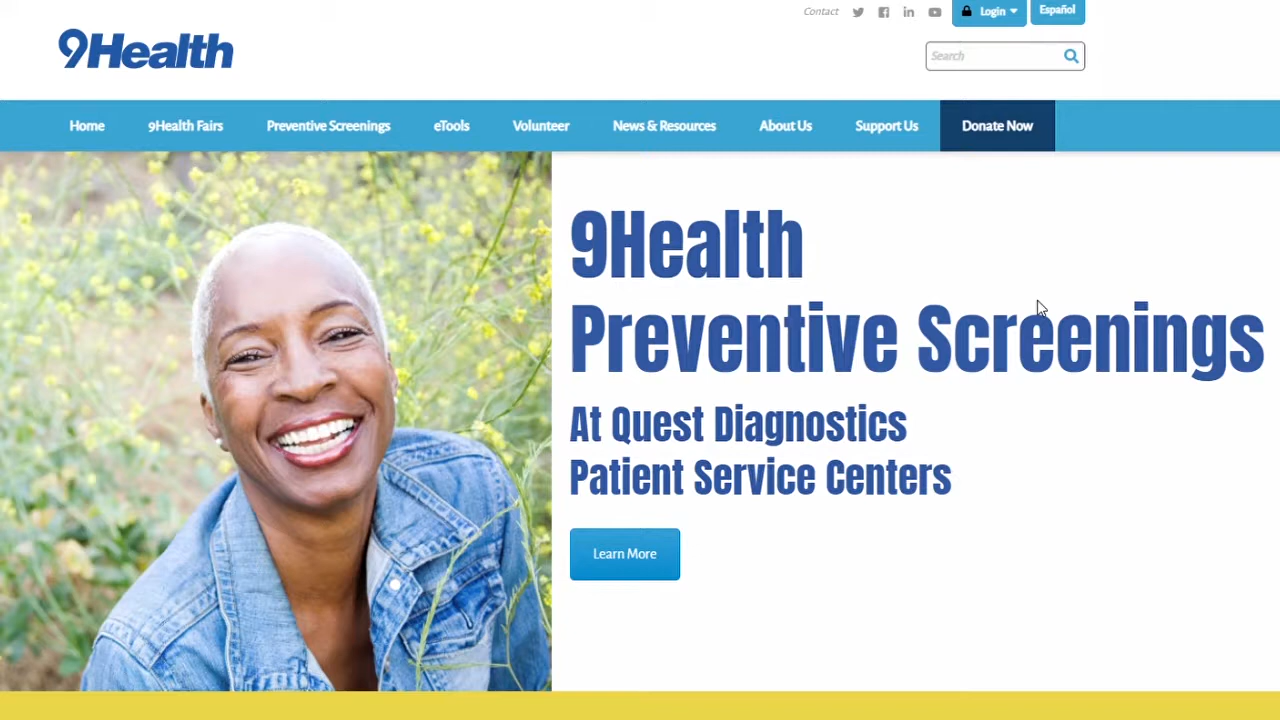 Contact
Login
Español
9Health
Search
Home
9Health Fairs
Preventive Screenings
eTools
Volunteer
News & Resources
About Us
Support Us
Donate Now
9Health
Preventive Screenings
At Quest Diagnostics
Patient Service Centers
Learn More